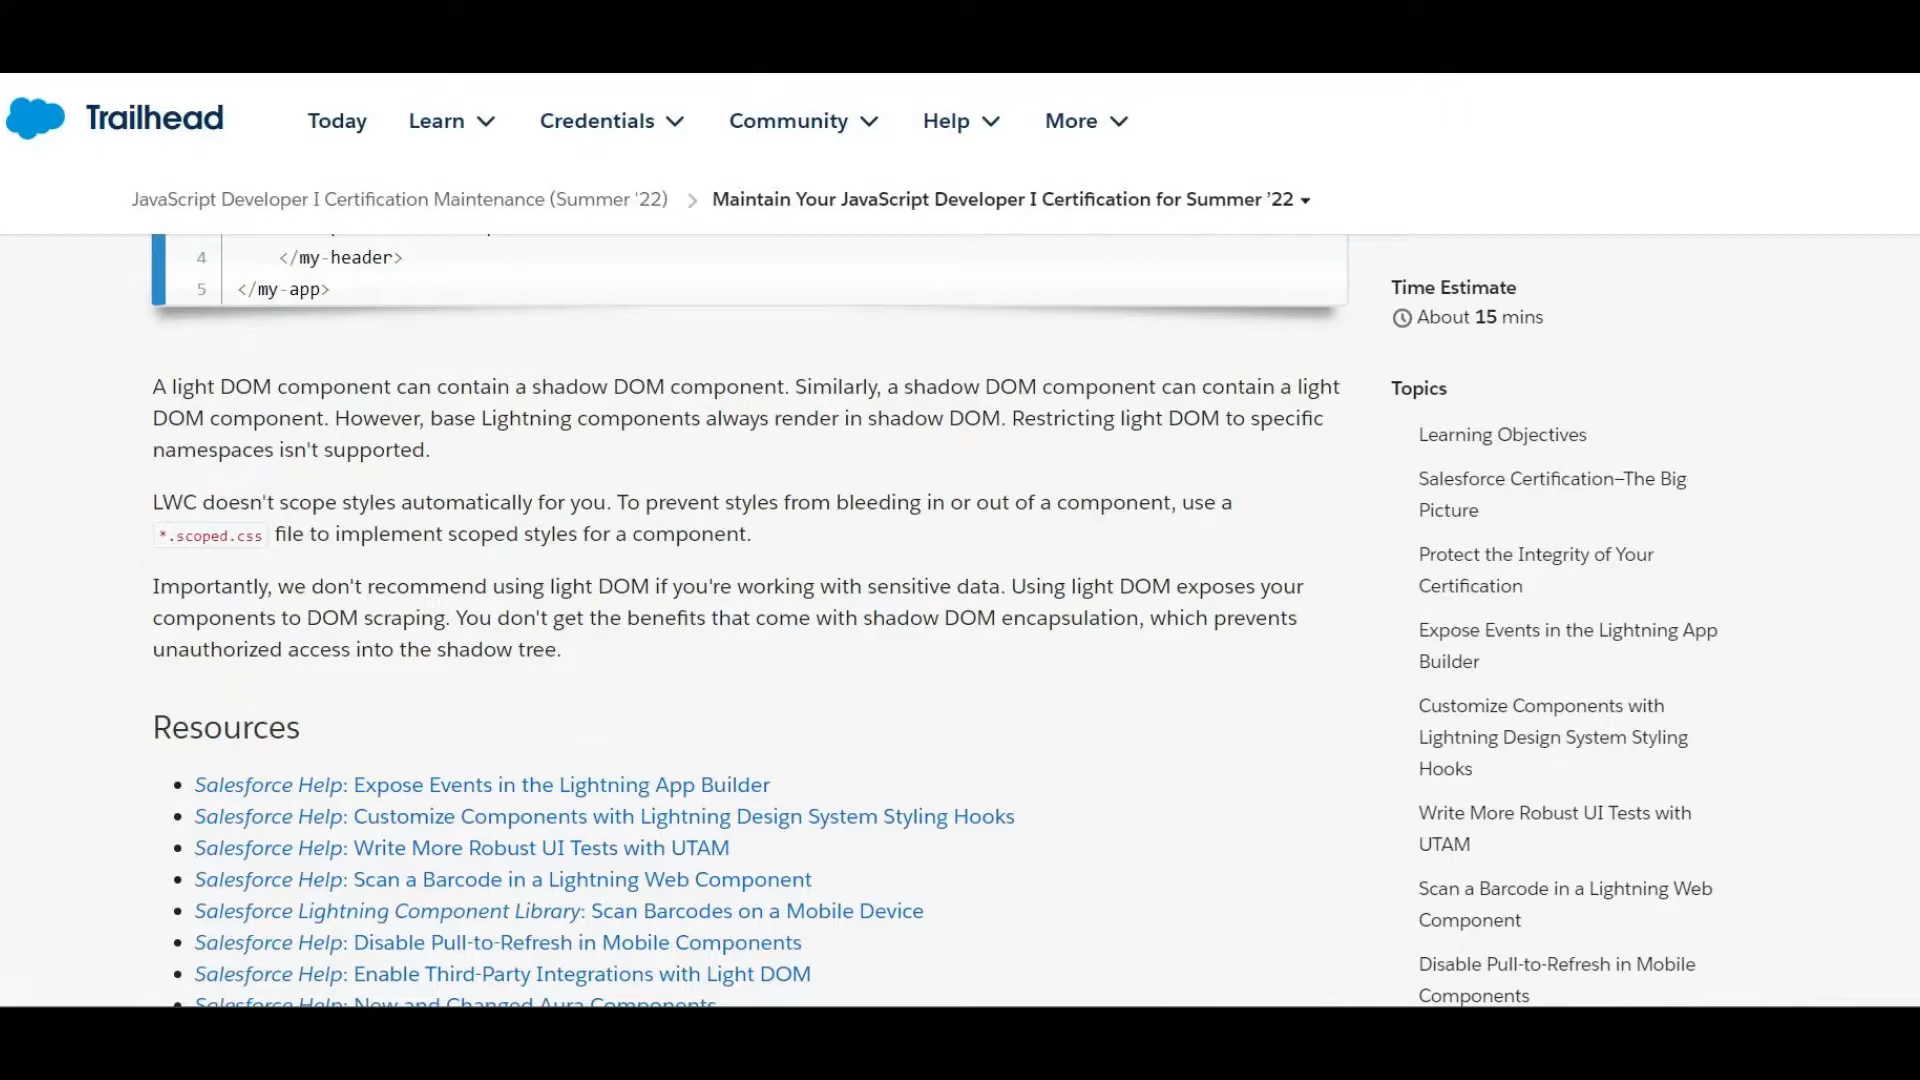 Trailhead
Today
Learn
Credentials
Community
Help
More
JavaScript Developer I Certification Maintenance (Summer '22)
Maintain Your JavaScript Developer I Certification for Summer ’22
4 </my-header>
5 </my-app>
A light DOM component can contain a shadow DOM component. Similarly, a shadow DOM component can contain a light
DOM component. However, base Lightning components always render in shadow DOM. Restricting light DOM to specific
namespaces isn't supported.
LWC doesn't scope styles automatically for you. To prevent styles from bleeding in or out of a component, use a
*.scoped.css file to implement scoped styles for a component.
Importantly, we don't recommend using light DOM if you're working with sensitive data. Using light DOM exposes your
components to DOM scraping. You don't get the benefits that come with shadow DOM encapsulation, which prevents
unauthorized access into the shadow tree.
Resources
Salesforce Help: Expose Events in the Lightning App Builder
Salesforce Help: Customize Components with Lightning Design System Styling Hooks
Salesforce Help: Write More Robust UI Tests with UTAM
Salesforce Help: Scan a Barcode in a Lightning Web Component
Salesforce Lightning Component Library: Scan Barcodes on a Mobile Device
Salesforce Help: Disable Pull-to-Refresh in Mobile Components
Salesforce Help: Enable Third-Party Integrations with Light DOM
Salesforce Help: New and Changed Aura Components
Time Estimate
About 15 mins
Topics
Learning Objectives
Salesforce Certification–The Big
Picture
Protect the Integrity of Your
Certification
Expose Events in the Lightning App
Builder
Customize Components with
Lightning Design System Styling
Hooks
Write More Robust UI Tests with
UTAM
Scan a Barcode in a Lightning Web
Component
Disable Pull-to-Refresh in Mobile
Components